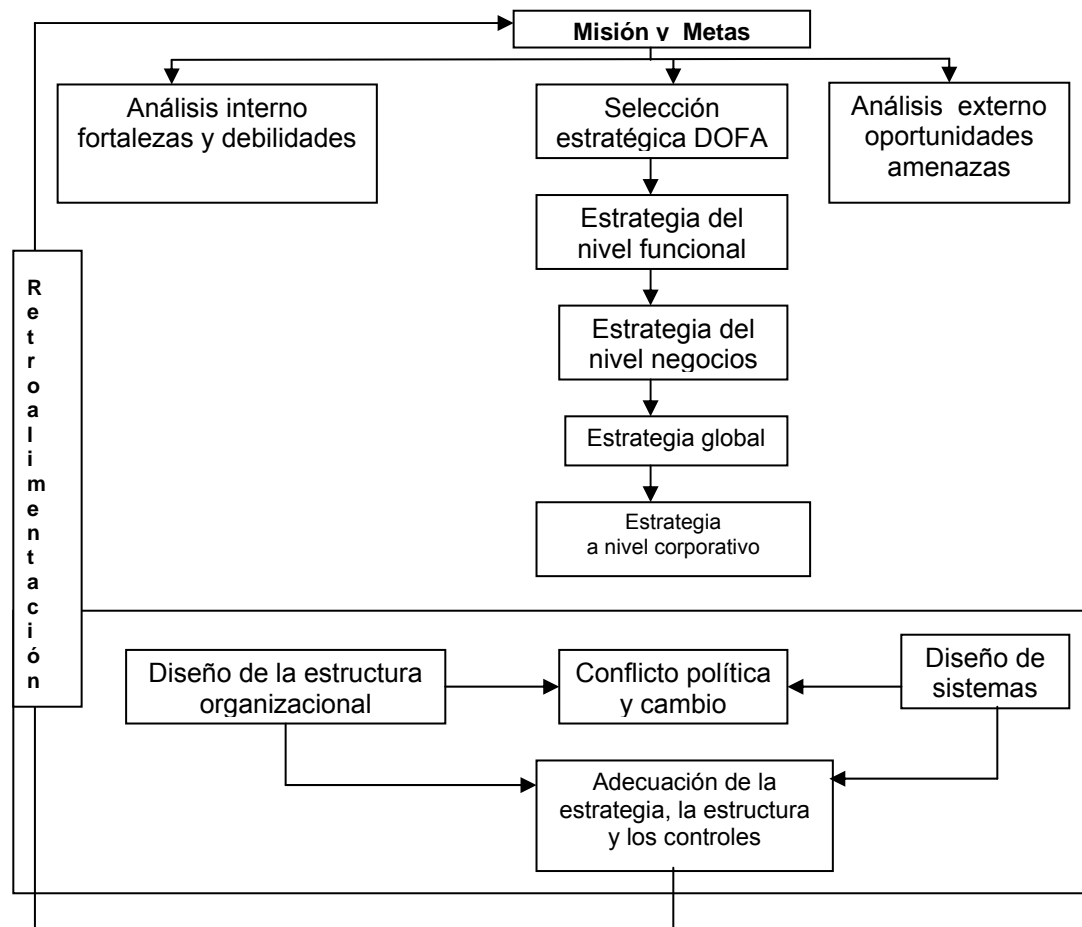 Misión y Metas
Análisis interno
fortalezas y debilidades
Selección
estratégica DOFA
Análisis externo
oportunidades
amenazas
Estrategia del
nivel funcional
Estrategia del
nivel negocios
Estrategia global
Estrategia
a nivel corporativo
Retroalimentación
Diseño de la estructura
organizacional
Conflicto política
y cambio
Diseño de
sistemas
Adecuación de la
estrategia, la estructura
y los controles